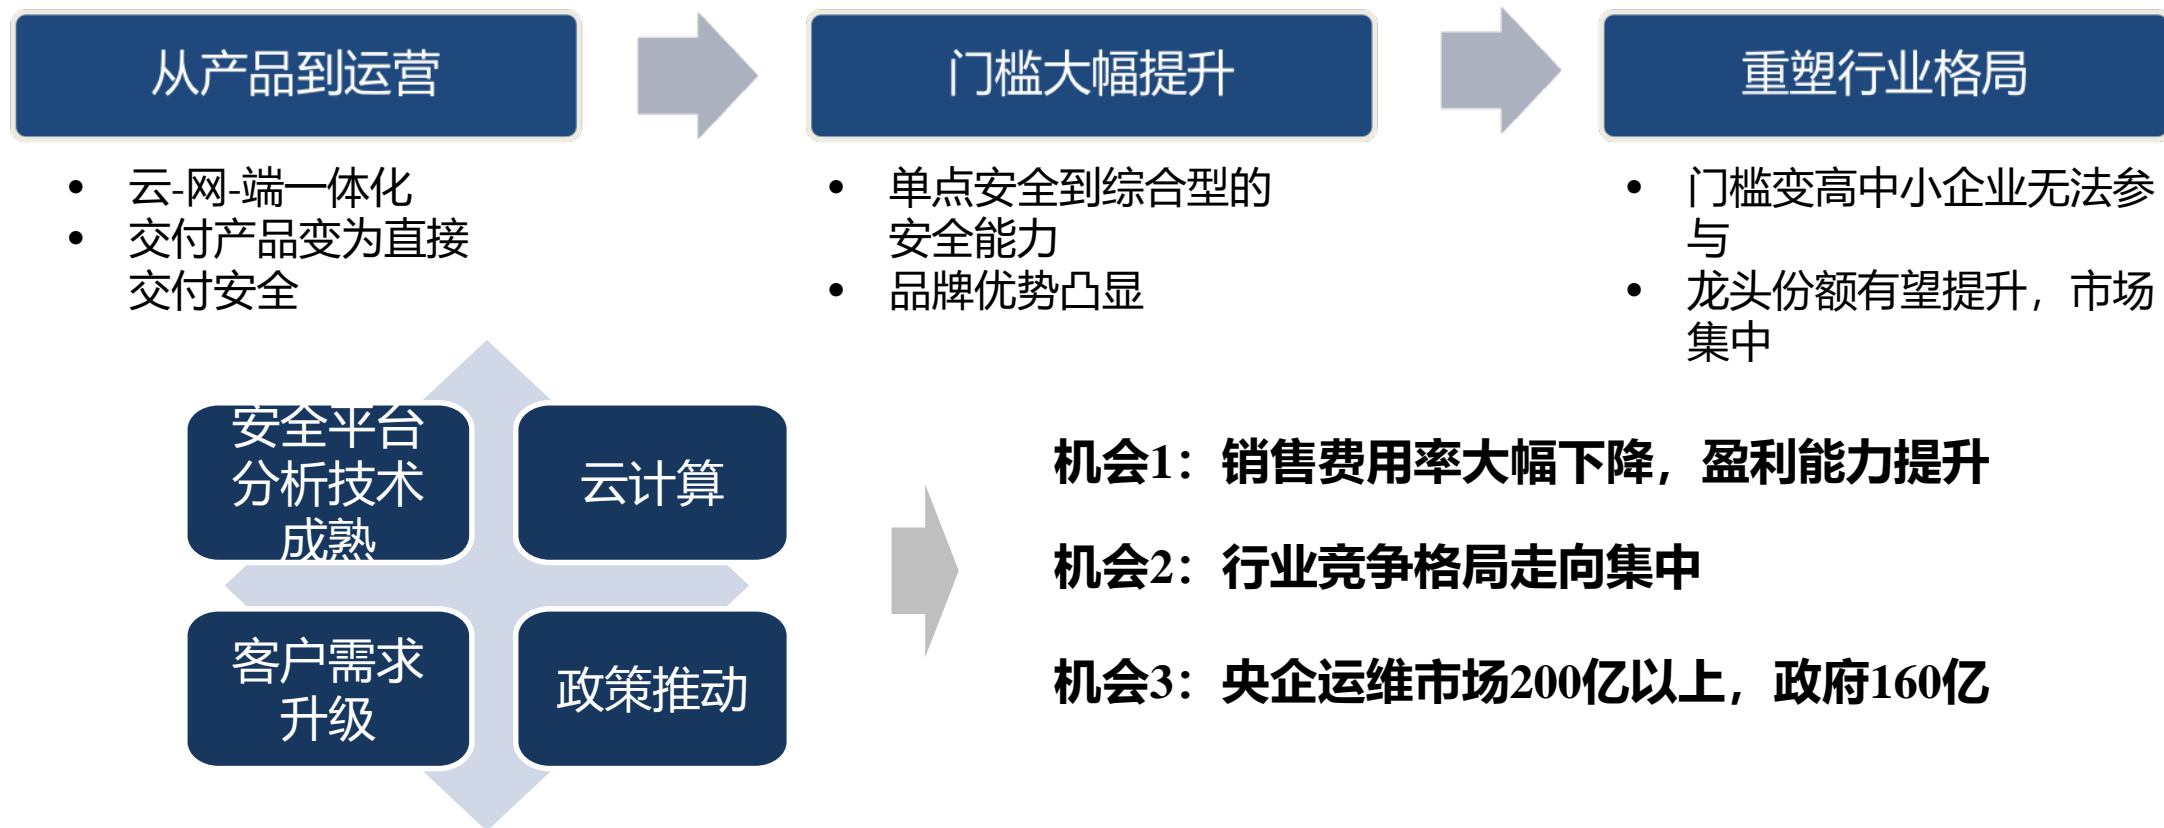 从产品到运营
门槛大幅提升
重塑行业格局
• 云-网-端一体化
• 交付产品变为直接
交付安全
• 单点安全到综合型的
安全能力
• 品牌优势凸显
• 门槛变高中小企业无法参
与
• 龙头份额有望提升，市场
集中
安全平台
分析技术
成熟
云计算
客户需求
升级
政策推动
机会1：销售费用率大幅下降，盈利能力提升
机会2：行业竞争格局走向集中
机会3：央企运维市场200亿以上，政府160亿